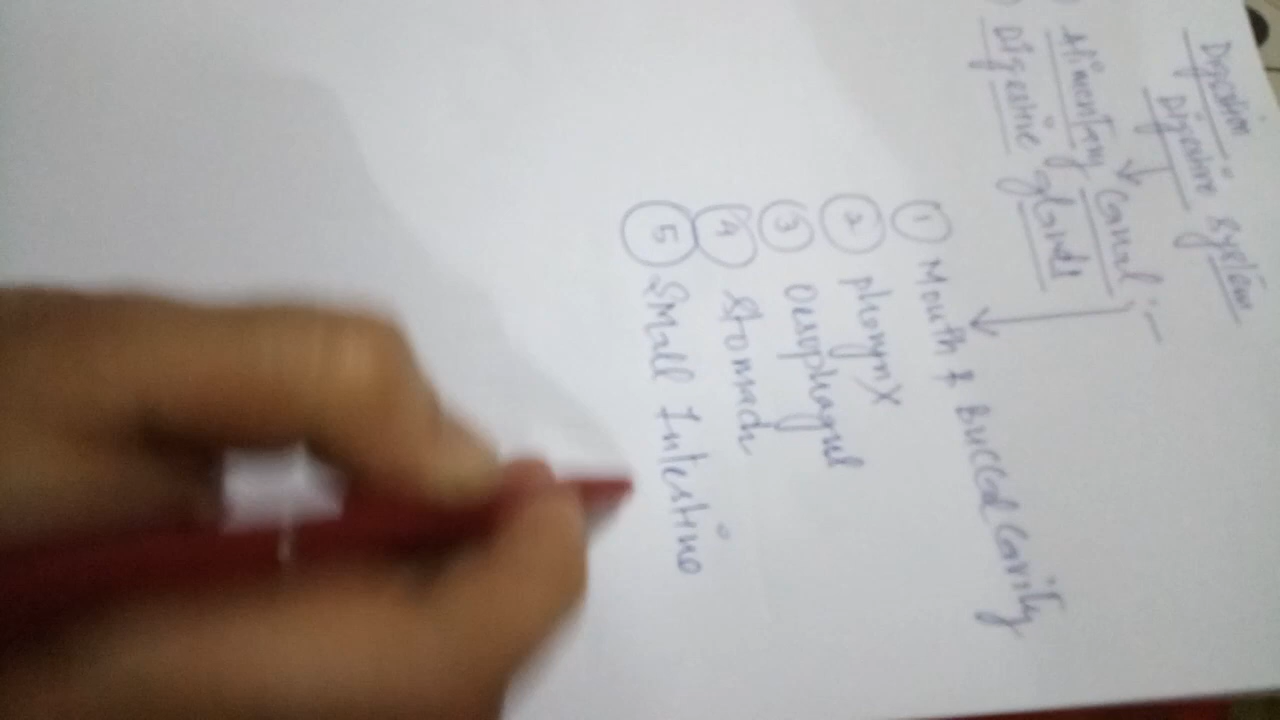 Digestion system
Digestive
Alimentary Canal :-
Digestive glands
① Mouth & Buccal Cavity
② pharynx
③ Oesophagus
④ Stomach
⑤ Small Intestine